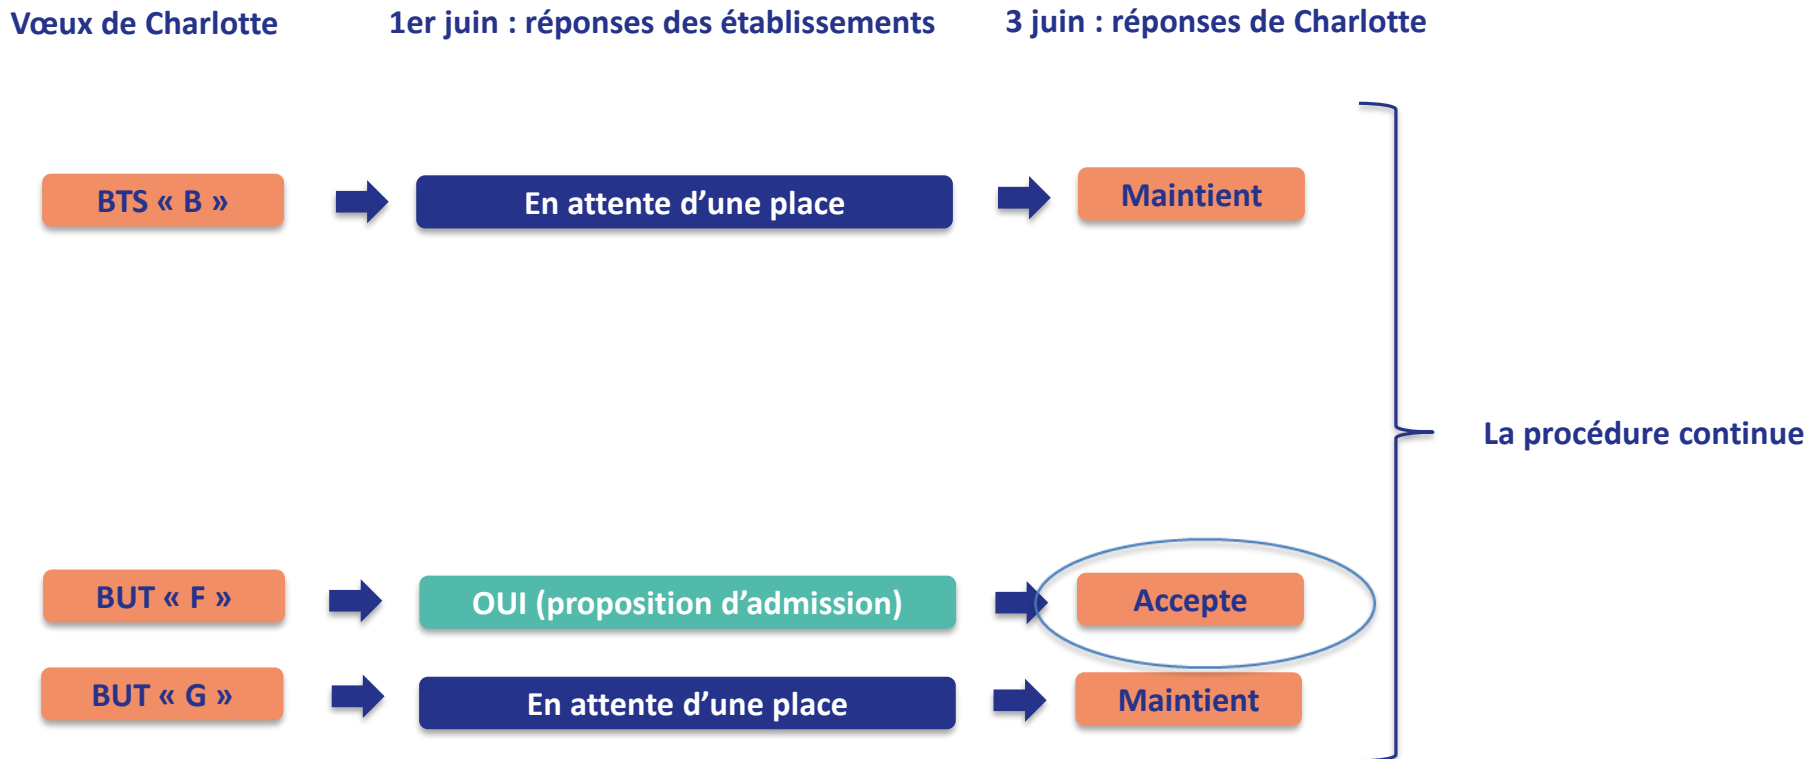 Vœux de Charlotte
1er juin : réponses des établissements
3 juin : réponses de Charlotte
BTS « B »
En attente d’une place
Maintient
La procédure continue
BUT « F »
OUI (proposition d’admission)
Accepte
BUT « G »
En attente d’une place
Maintient